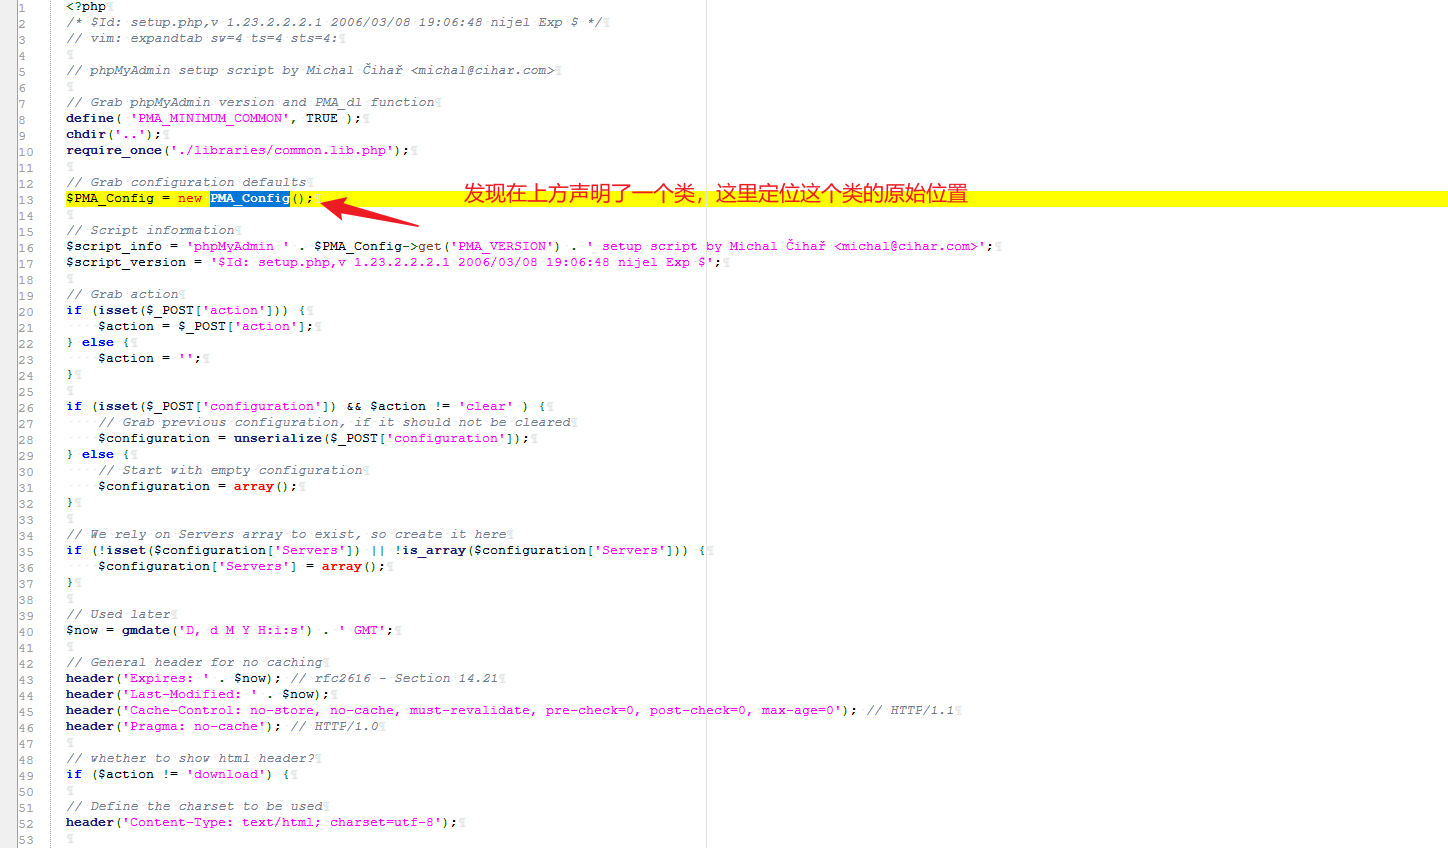 1 <?php
2 /* $Id: setup.php,v 1.23.2.2.2.1 2006/03/08 19:06:48 nijel Exp $ */
3 // vim: expandtab sw=4 ts=4 sts=4:
4
5 // phpMyAdmin setup script by Michal Čihař <michal@cihar.com>
6
7 // Grab phpMyAdmin version and PMA_dl function
8 define( 'PMA_MINIMUM_COMMON', TRUE );
9 chdir('..');
10 require_once('./libraries/common.lib.php');
11
12 // Grab configuration defaults
13 $PMA_Config = new PMA_Config(); 发现在上方声明了一个类，这里定位这个类的原始位置
14
15 // Script information
16 $script_info = 'phpMyAdmin ' . $PMA_Config->get('PMA_VERSION') . ' setup script by Michal Čihař <michal@cihar.com>';
17 $script_version = '$Id: setup.php,v 1.23.2.2.2.1 2006/03/08 19:06:48 nijel Exp $';
18
19 // Grab action
20 if (isset($_POST['action'])) {
21     $action = $_POST['action'];
22 } else {
23     $action = '';
24 }
25
26 if (isset($_POST['configuration']) && $action != 'clear' ) {
27     // Grab previous configuration, if it should not be cleared
28     $configuration = unserialize($_POST['configuration']);
29 } else {
30     // Start with empty configuration
31     $configuration = array();
32 }
33
34 // We rely on Servers array to exist, so create it here
35 if (!isset($configuration['Servers']) || !is_array($configuration['Servers'])) {
36     $configuration['Servers'] = array();
37 }
38
39 // Used later
40 $now = gmdate('D, d M Y H:i:s') . ' GMT';
41
42 // General header for no caching
43 header('Expires: ' . $now); // rfc2616 - Section 14.21
44 header('Last-Modified: ' . $now);
45 header('Cache-Control: no-store, no-cache, must-revalidate, pre-check=0, post-check=0, max-age=0'); // HTTP/1.1
46 header('Pragma: no-cache'); // HTTP/1.0
47
48 // whether to show html header?
49 if ($action != 'download') {
50
51 // Define the charset to be used
52 header('Content-Type: text/html; charset=utf-8');
53